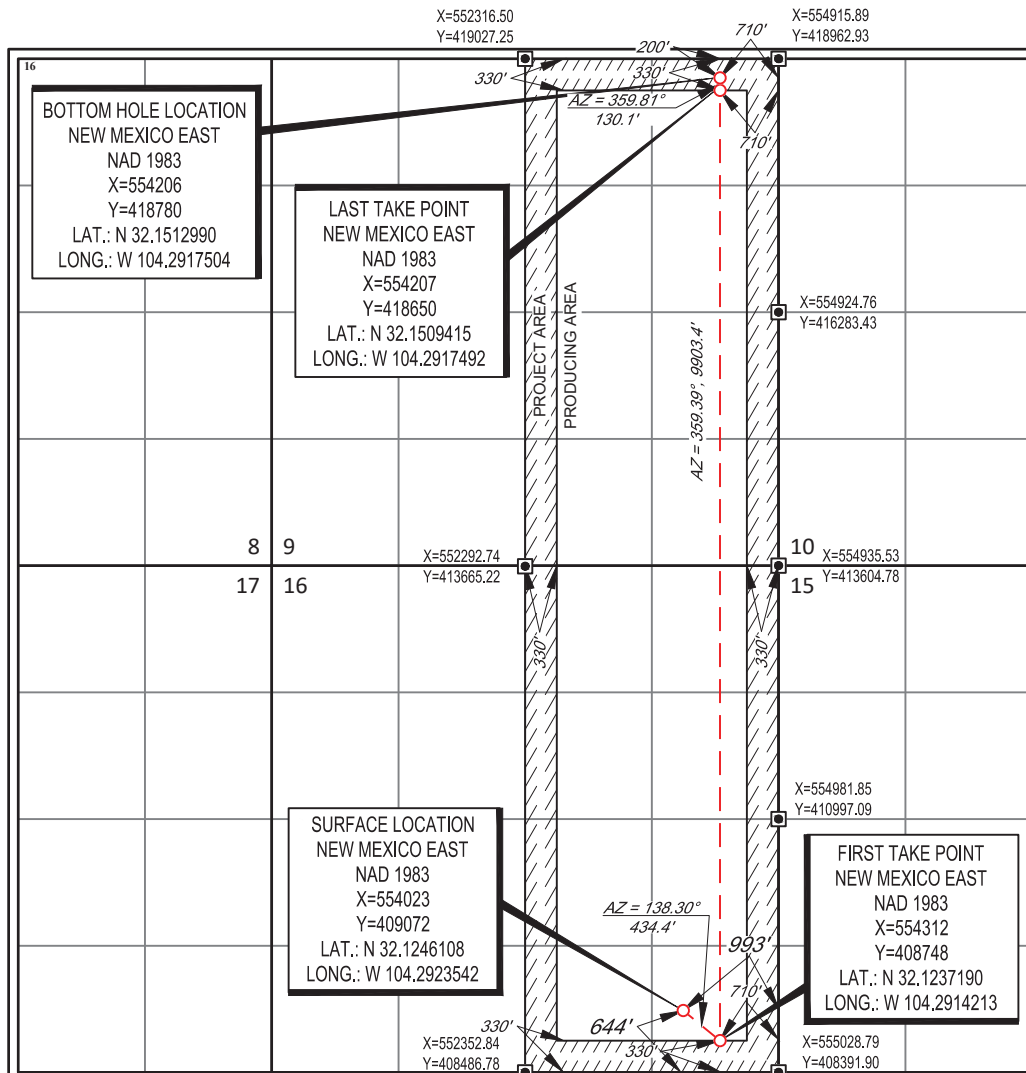 X=552316.50
Y=419027.25
X=554915.89
Y=418962.93
710'
200'
330'
330'
16
AZ = 359.81°
130.1'
710'
BOTTOM HOLE LOCATION
NEW MEXICO EAST
NAD 1983
X=554206
Y=418780
LAT.: N 32.1512990
LONG.: W 104.2917504
LAST TAKE POINT
NEW MEXICO EAST
NAD 1983
X=554207
Y=418650
LAT.: N 32.1509415
LONG.: W 104.2917492
PROJECT AREA
PRODUCING AREA
X=554924.76
Y=416283.43
AZ = 359.39°, 9903.4'
8
9
17
16
X=552292.74
Y=413665.22
10
15
X=554935.53
Y=413604.78
330'
330'
X=554981.85
Y=410997.09
SURFACE LOCATION
NEW MEXICO EAST
NAD 1983
X=554023
Y=409072
LAT.: N 32.1246108
LONG.: W 104.2923542
AZ = 138.30°
434.4'
993'
710'
FIRST TAKE POINT
NEW MEXICO EAST
NAD 1983
X=554312
Y=408748
LAT.: N 32.1237190
LONG.: W 104.2914213
330'
644'
330'
X=552352.84
Y=408486.78
X=555028.79
Y=408391.90